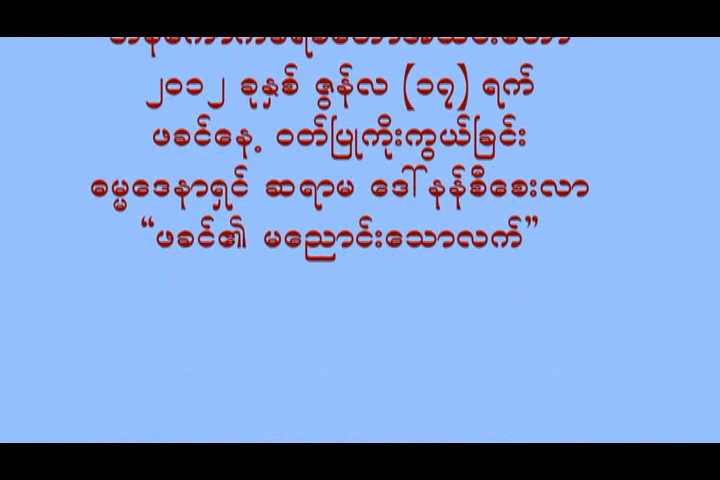 ၂၀၁၂ ခုနှစ် ဇွန်လ (၁၇) ရက်
ဖခင်နေ့ ဝတ်ပြုကိုးကွယ်ခြင်း
ဓမ္မဒေနာရှင် ဆရာမ ဒေါ်နန်စီစေးလာ
“ဖခင်၏ မညောင်းသောလက်”